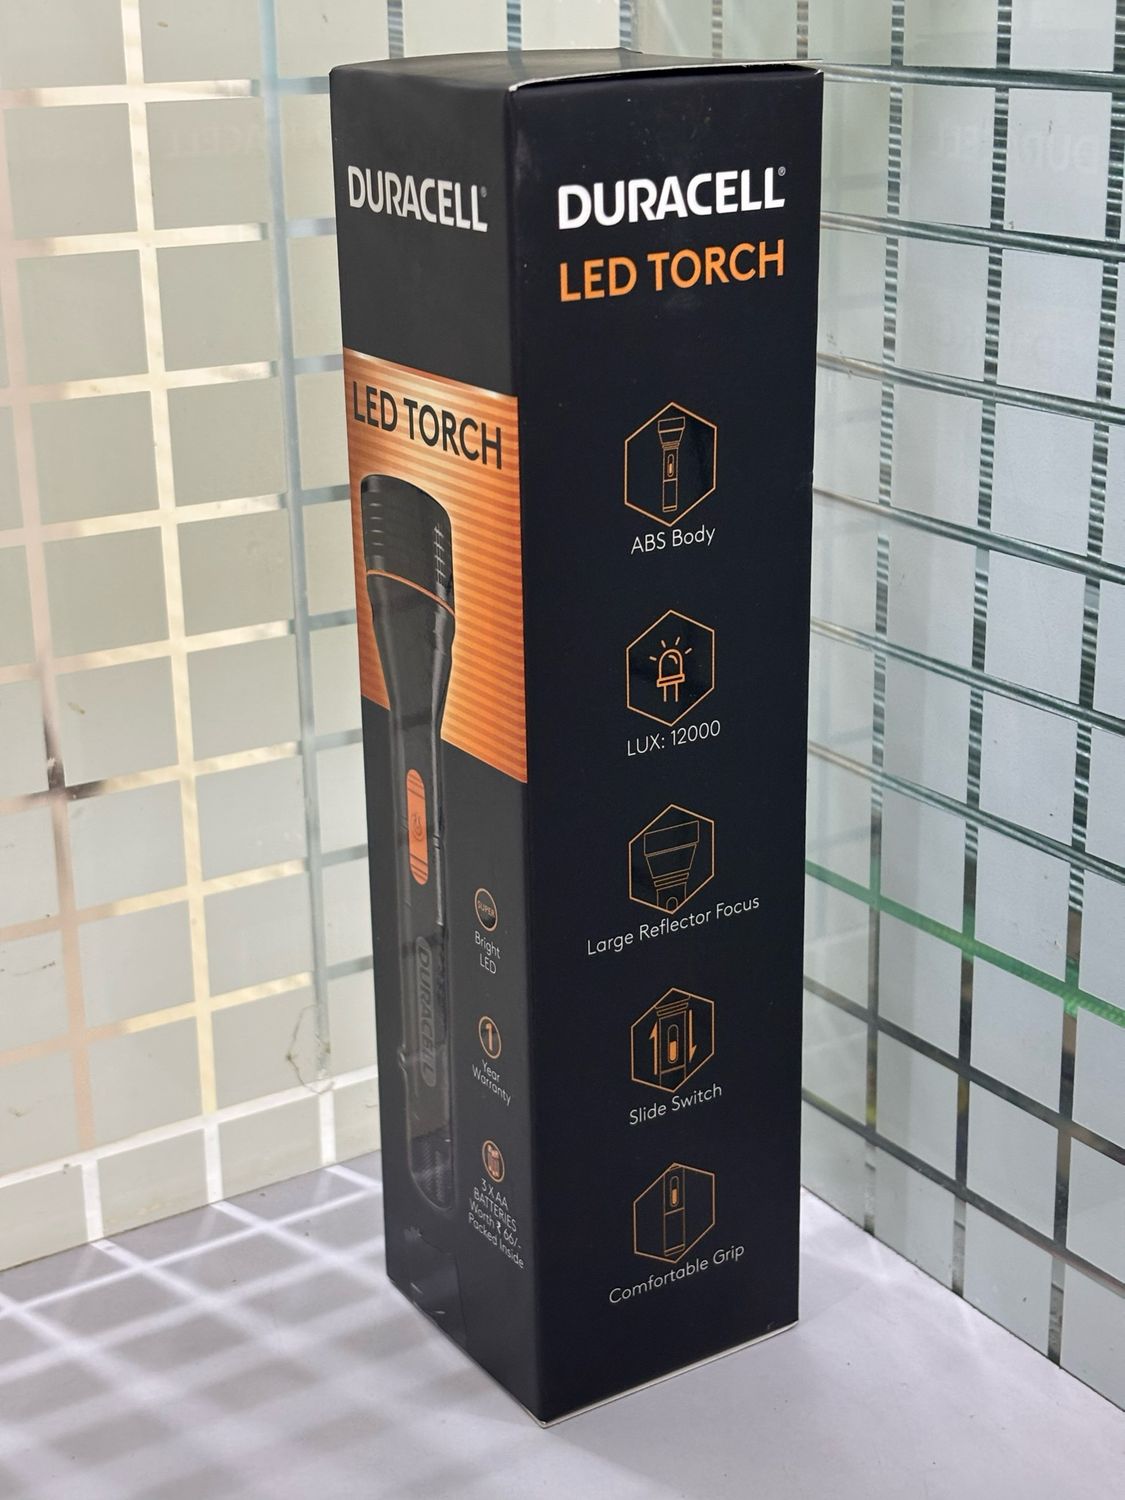 DURACELL®
LED TORCH
SUPER
Bright
LED
1
Year
Warranty
3 X AA
BATTERIES
Worth ₹ 66/-
Packed Inside
DURACELL
DURACELL®
LED TORCH
ABS Body
LUX: 12000
Large Reflector Focus
Slide Switch
Comfortable Grip